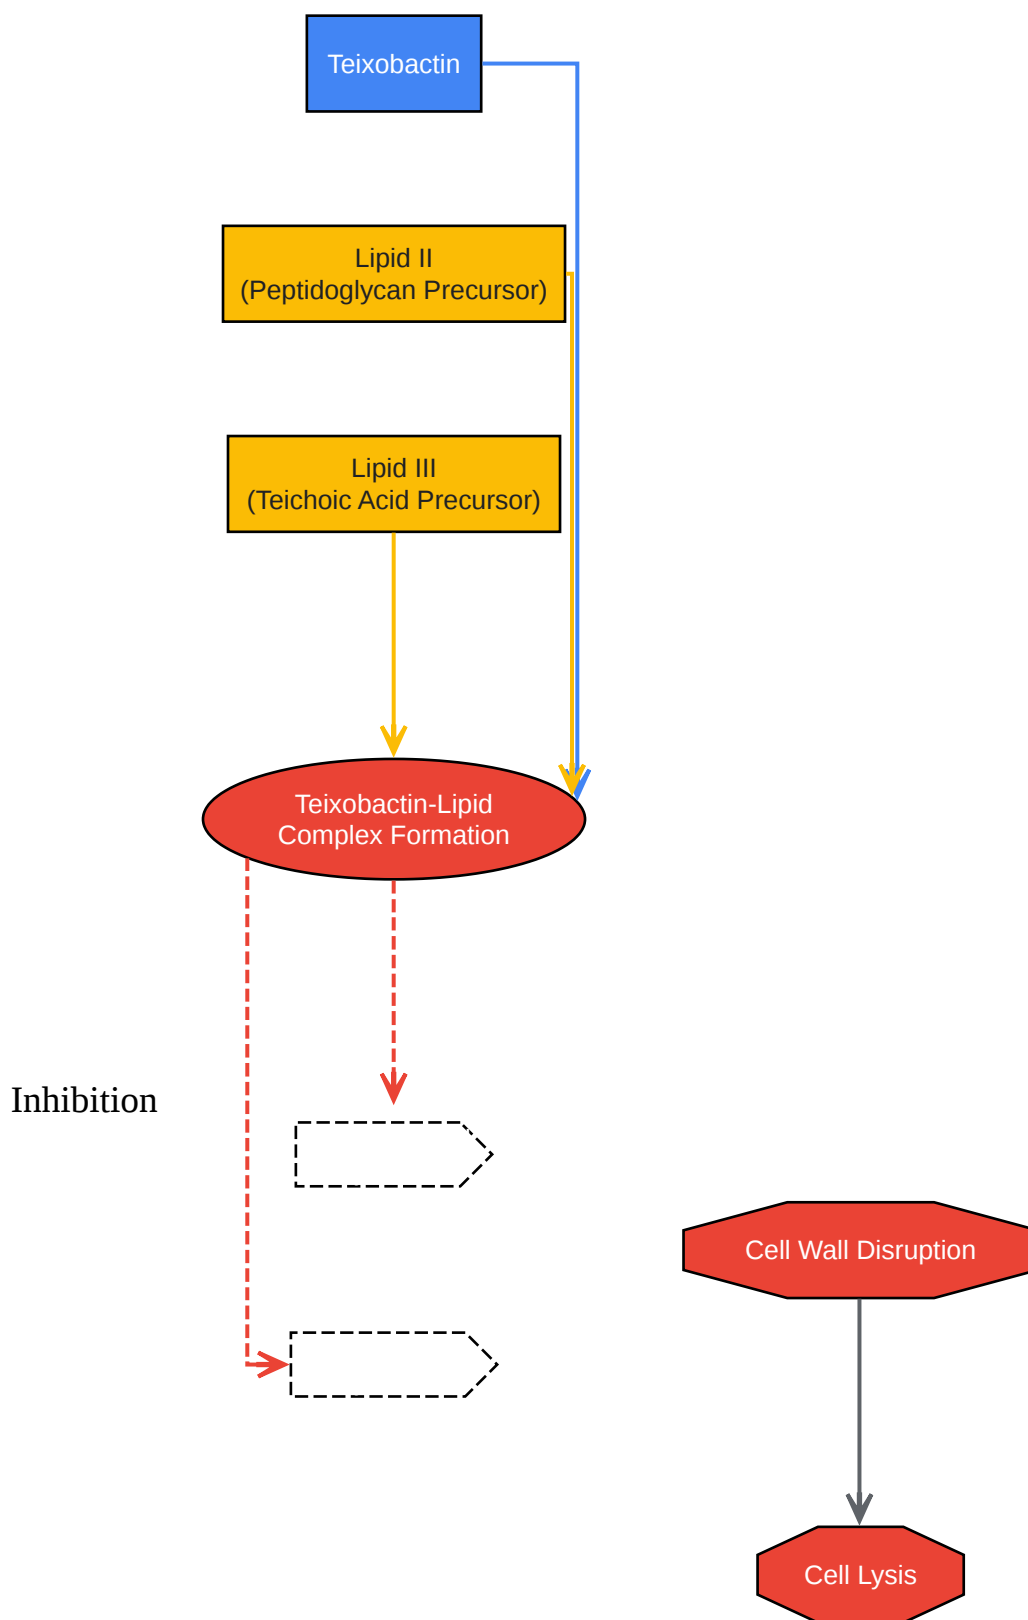 Teixobactin
Lipid II
(Peptidoglycan Precursor)
Lipid III
(Teichoic Acid Precursor)
Teixobactin-Lipid
Complex Formation
Inhibition
Cell Wall Disruption
Cell Lysis